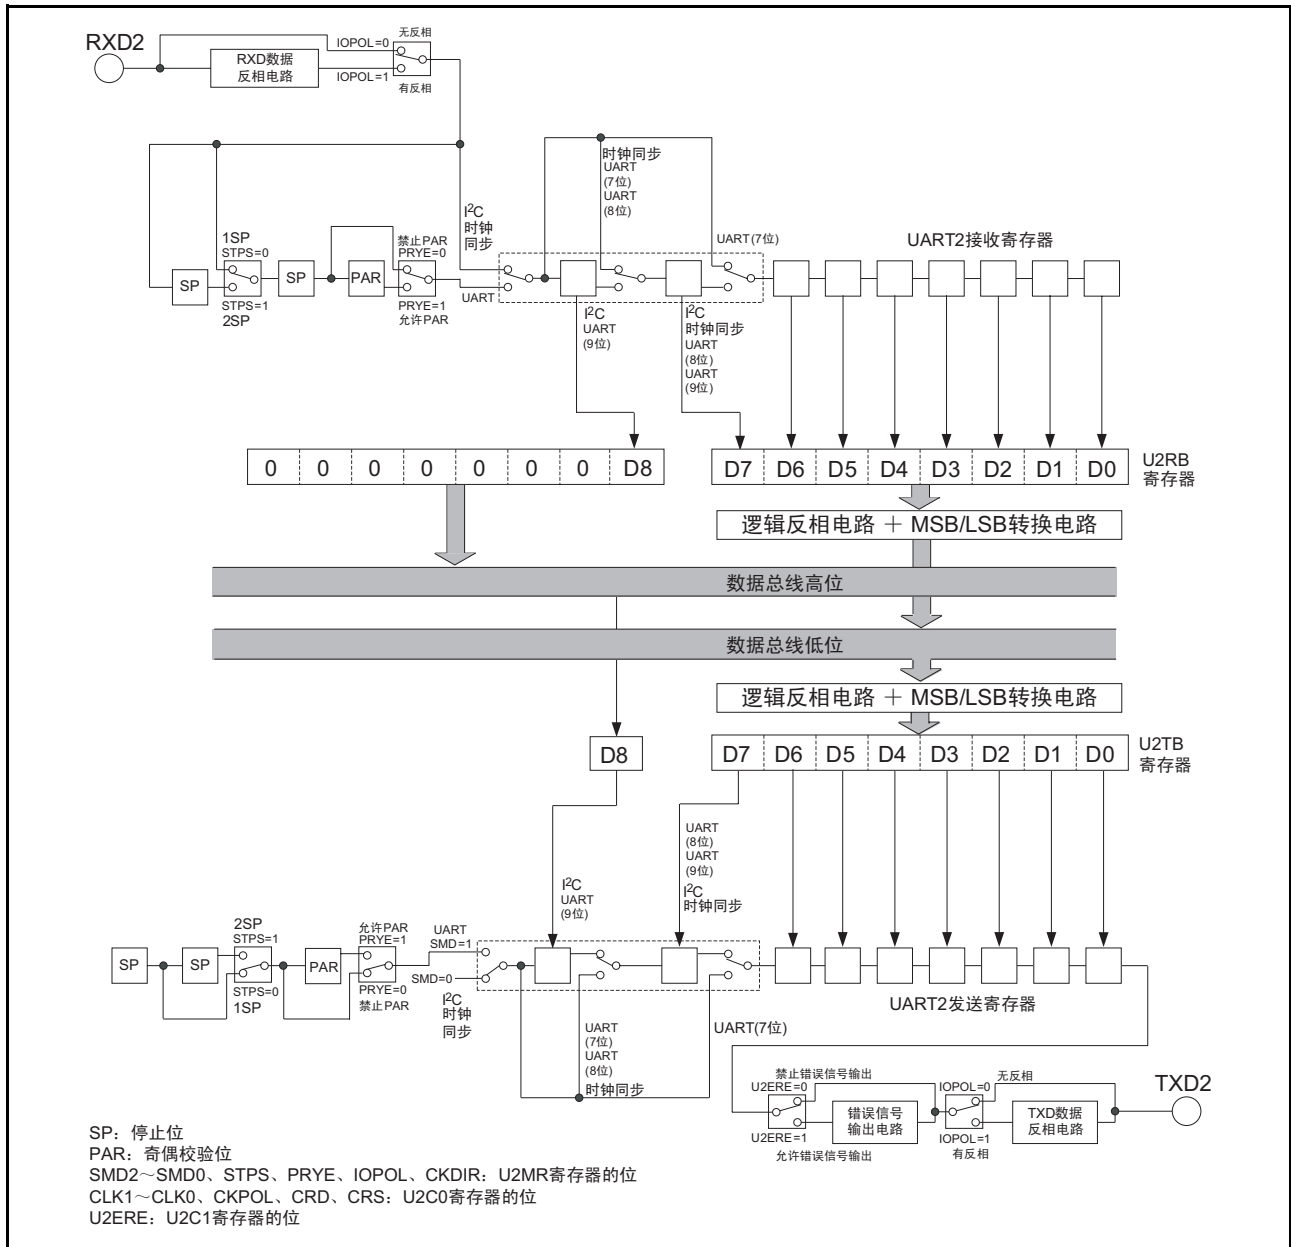 RXD2
IOPOL=0
无反相
RXD数据
反相电路
IOPOL=1
有反相
时钟同步
UART
(7位)
UART
(8位)
I²C
时钟
同步
1SP
STPS=0
禁止PAR
PRYE=0
UART(7位)
UART2接收寄存器
SP
SP
PAR
UART
STPS=1
2SP
PRYE=1
允许PAR
I²C
UART
(9位)
I²C
时钟同步
UART
(8位)
UART
(9位)
0 0 0 0 0 0 0 D8
D7 D6 D5 D4 D3 D2 D1 D0
U2RB
寄存器
逻辑反相电路 ＋ MSB/LSB转换电路
数据总线高位
数据总线低位
逻辑反相电路 ＋ MSB/LSB转换电路
D8
D7 D6 D5 D4 D3 D2 D1 D0
U2TB
寄存器
UART
(8位)
UART
(9位)
I²C
时钟同步
I²C
UART
(9位)
2SP
STPS=1
允许PAR
PRYE=1
UART
SMD=1
SP
SP
PAR
SMD=0
STPS=0
1SP
PRYE=0
禁止PAR
I²C
时钟
同步
UART2发送寄存器
UART
(7位)
UART
(8位)
时钟同步
UART(7位)
禁止错误信号输出
U2ERE=0
IOPOL=0
无反相
TXD2
错误信号
输出电路
TXD数据
反相电路
U2ERE=1
允许错误信号输出
IOPOL=1
有反相
SP：停止位
PAR：奇偶校验位
SMD2～SMD0、STPS、PRYE、IOPOL、CKDIR：U2MR寄存器的位
CLK1～CLK0、CKPOL、CRD、CRS：U2C0寄存器的位
U2ERE：U2C1寄存器的位